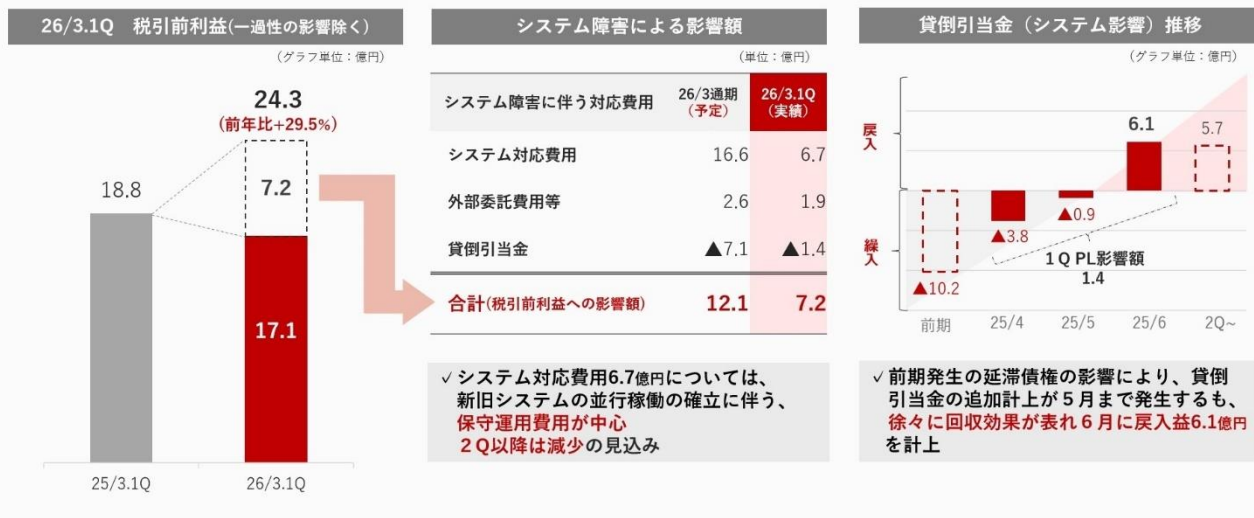 26/3.1Q 税引前利益(一過性の影響除く)
(グラフ単位:億円)
24.3
(前年比+29.5%)
18.8
7.2
17.1
25/3.1Q 26/3.1Q
システム障害による影響額
(単位:億円)
システム障害に伴う対応費用 26/3通期(予定) 26/3.1Q(実績)
システム対応費用 16.6 6.7
外部委託費用等 2.6 1.9
貸倒引当金 ▲7.1 ▲1.4
合計(税引前利益への影響額) 12.1 7.2
✓システム対応費用6.7億円については、
新旧システムの並行稼働の確立に伴う、
保守運用費用が中心
2Q以降は減少の見込み
貸倒引当金(システム影響)推移
(グラフ単位:億円)
戻入
繰入
6.1 5.7
▲0.9
▲3.8
1Q PL影響額
1.4
▲10.2
前期 25/4 25/5 25/6 2Q~
✓前期発生の延滞債権の影響により、貸倒
引当金の追加計上が5月まで発生するも、
徐々に回収効果が表れ6月に戻入益6.1億円
を計上